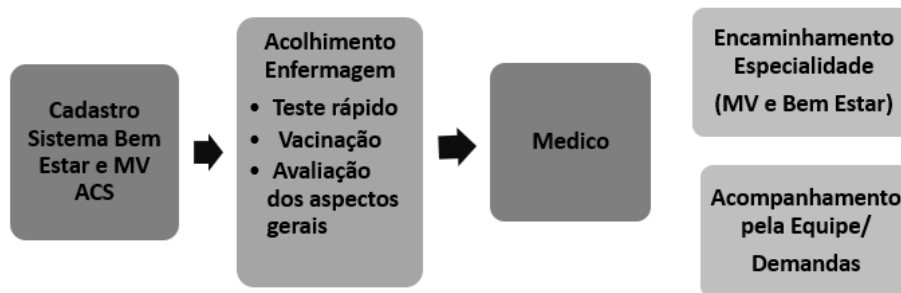 Cadastro
Sistema Bem
Estar e MV
ACS
Acolhimento
Enfermagem
• Teste rápido
• Vacinação
• Avaliação
dos aspectos
gerais
Medico
Encaminhamento
Especialidade
(MV e Bem Estar)
Acompanhamento
pela Equipe/
Demandas